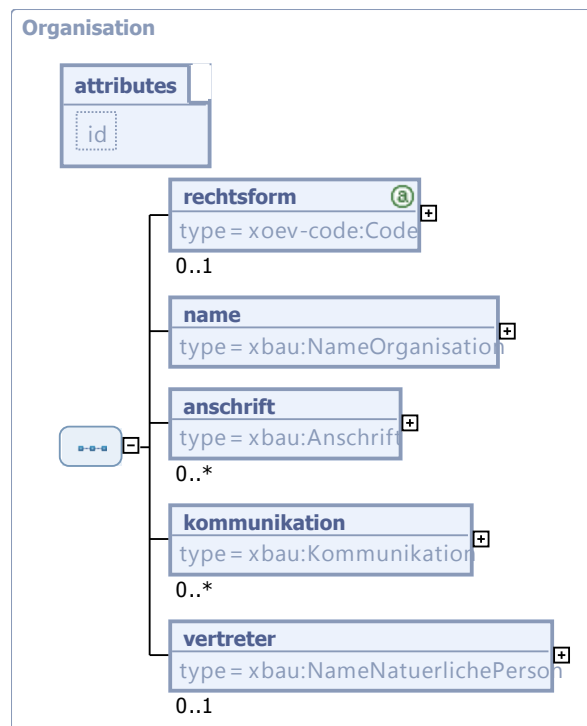 Organisation
attributes
id
rechtsform
a
type = xoev-code:Code
0..1
name
type = xbau:NameOrganisation
anschrift
type = xbau:Anschrift
0..*
kommunikation
type = xbau:Kommunikation
0..*
vertreter
type = xbau:NameNatuerlichePerson
0..1